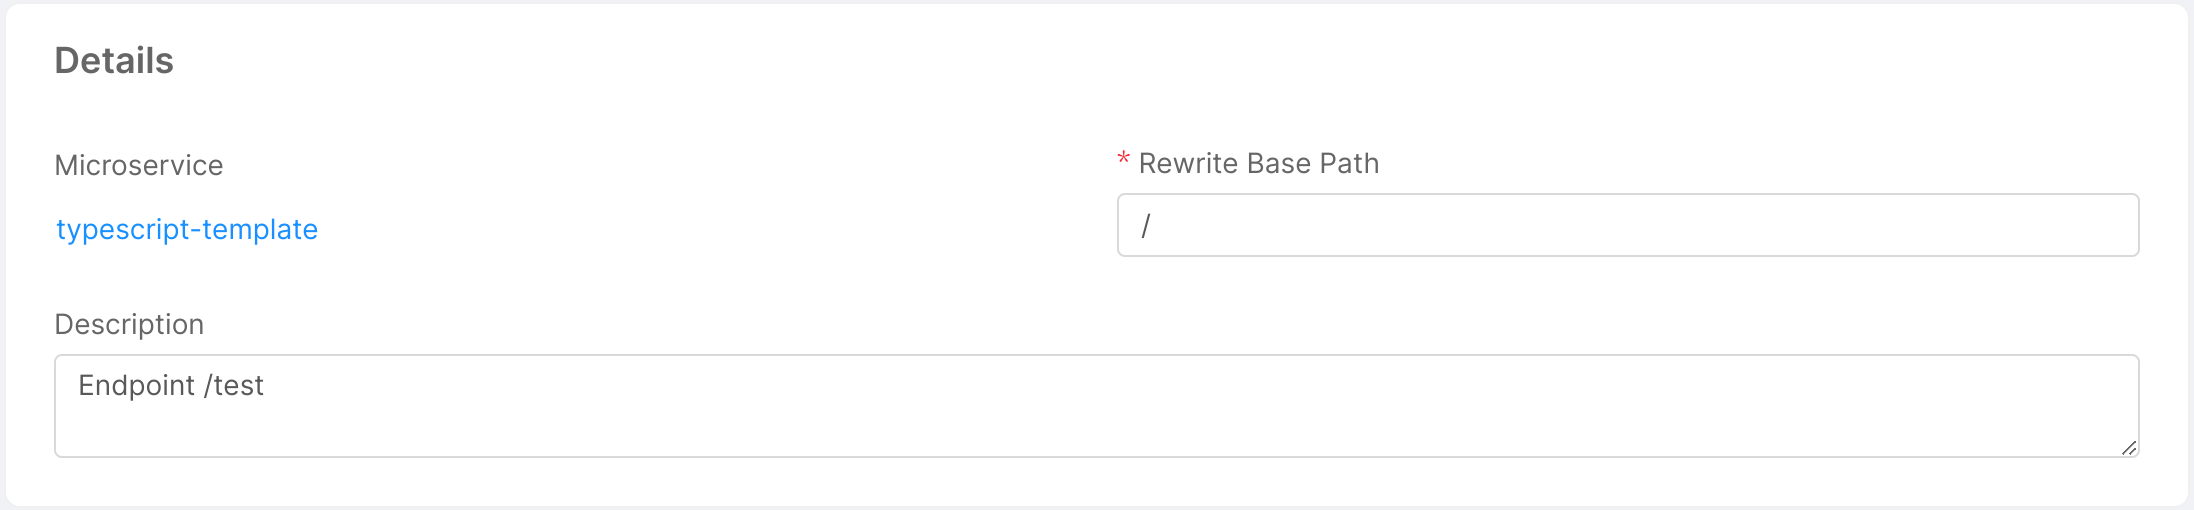 Details
Microservice
* Rewrite Base Path
typescript-template
/
Description
Endpoint /test